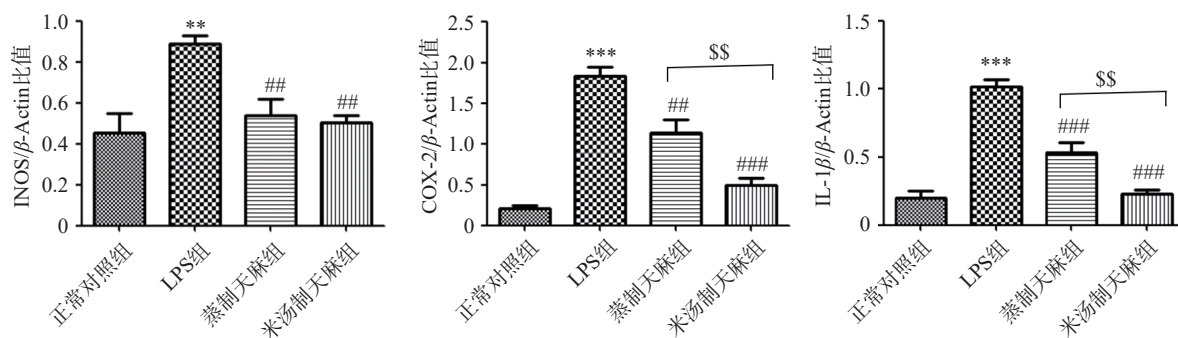 INOS/β-Actin比值
1.0
0.8
0.6
0.4
0.2
0
**
##
##
正常对照组
LPS组
蒸制天麻组
米汤制天麻组
COX-2/β-Actin比值
2.5
2.0
1.5
1.0
0.5
0
***
$$
##
###
正常对照组
LPS组
蒸制天麻组
米汤制天麻组
IL-1β/β-Actin比值
1.5
1.0
0.5
0
***
$$
###
###
正常对照组
LPS组
蒸制天麻组
米汤制天麻组